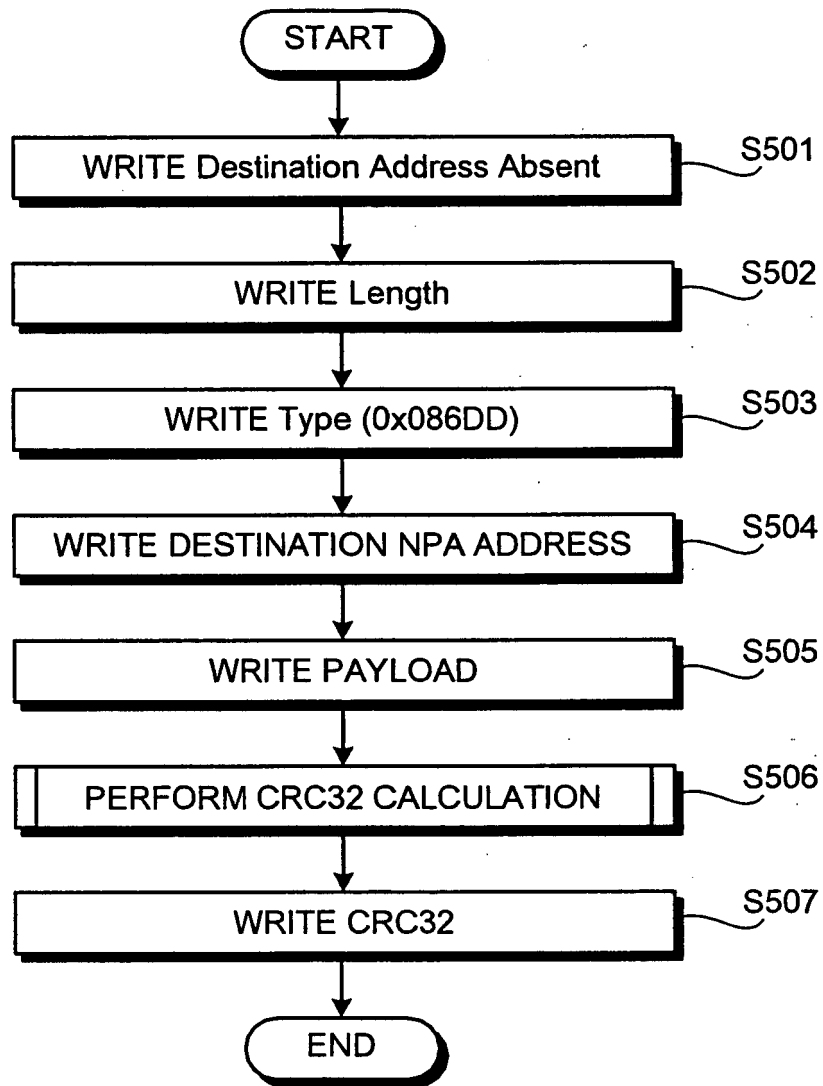 START
WRITE Destination Address Absent
S501
WRITE Length
S502
WRITE Type (0x086DD)
S503
WRITE DESTINATION NPA ADDRESS
S504
WRITE PAYLOAD
S505
PERFORM CRC32 CALCULATION
S506
WRITE CRC32
S507
END